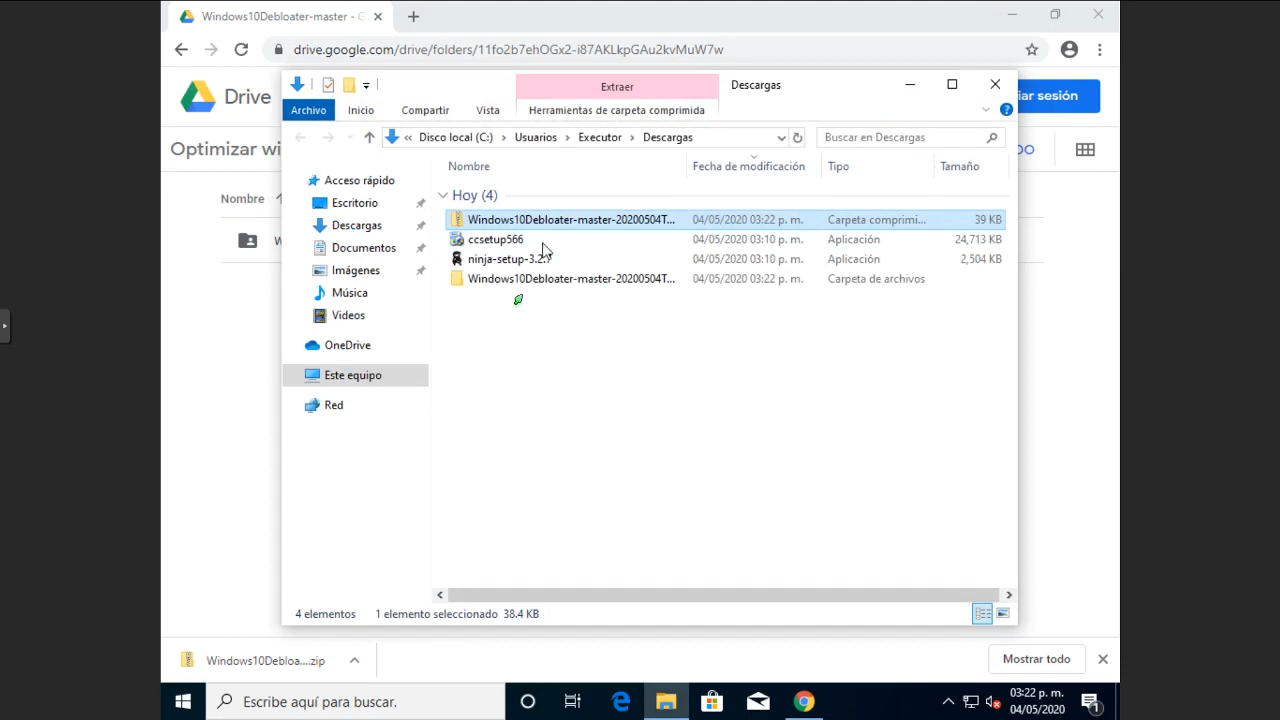 Windows10Debloater-master - G
drive.google.com/drive/folders/11fo2b7ehOGx2-i87AKLkpGAu2kvMuW7w
Drive
iar sesión
Optimizar wi
Nombre
Extraer
Descargas
Archivo
Inicio
Compartir
Vista
Herramientas de carpeta comprimida
« Disco local (C:) > Usuarios > Executor > Descargas
Buscar en Descargas
Nombre
Fecha de modificación
Tipo
Tamaño
Acceso rápido
Escritorio
Descargas
Documentos
Imágenes
Música
Videos
OneDrive
Este equipo
Red
Hoy (4)
Windows10Debloater-master-20200504T... 04/05/2020 03:22 p. m. Carpeta comprimi... 39 KB
ccsetup566 04/05/2020 03:10 p. m. Aplicación 24,713 KB
ninja-setup-3.2.7 04/05/2020 03:10 p. m. Aplicación 2,504 KB
Windows10Debloater-master-20200504T... 04/05/2020 03:22 p. m. Carpeta de archivos
4 elementos
1 elemento seleccionado 38.4 KB
Windows10Debloa....zip
Mostrar todo
Escribe aquí para buscar.
03:22 p. m.
04/05/2020
1